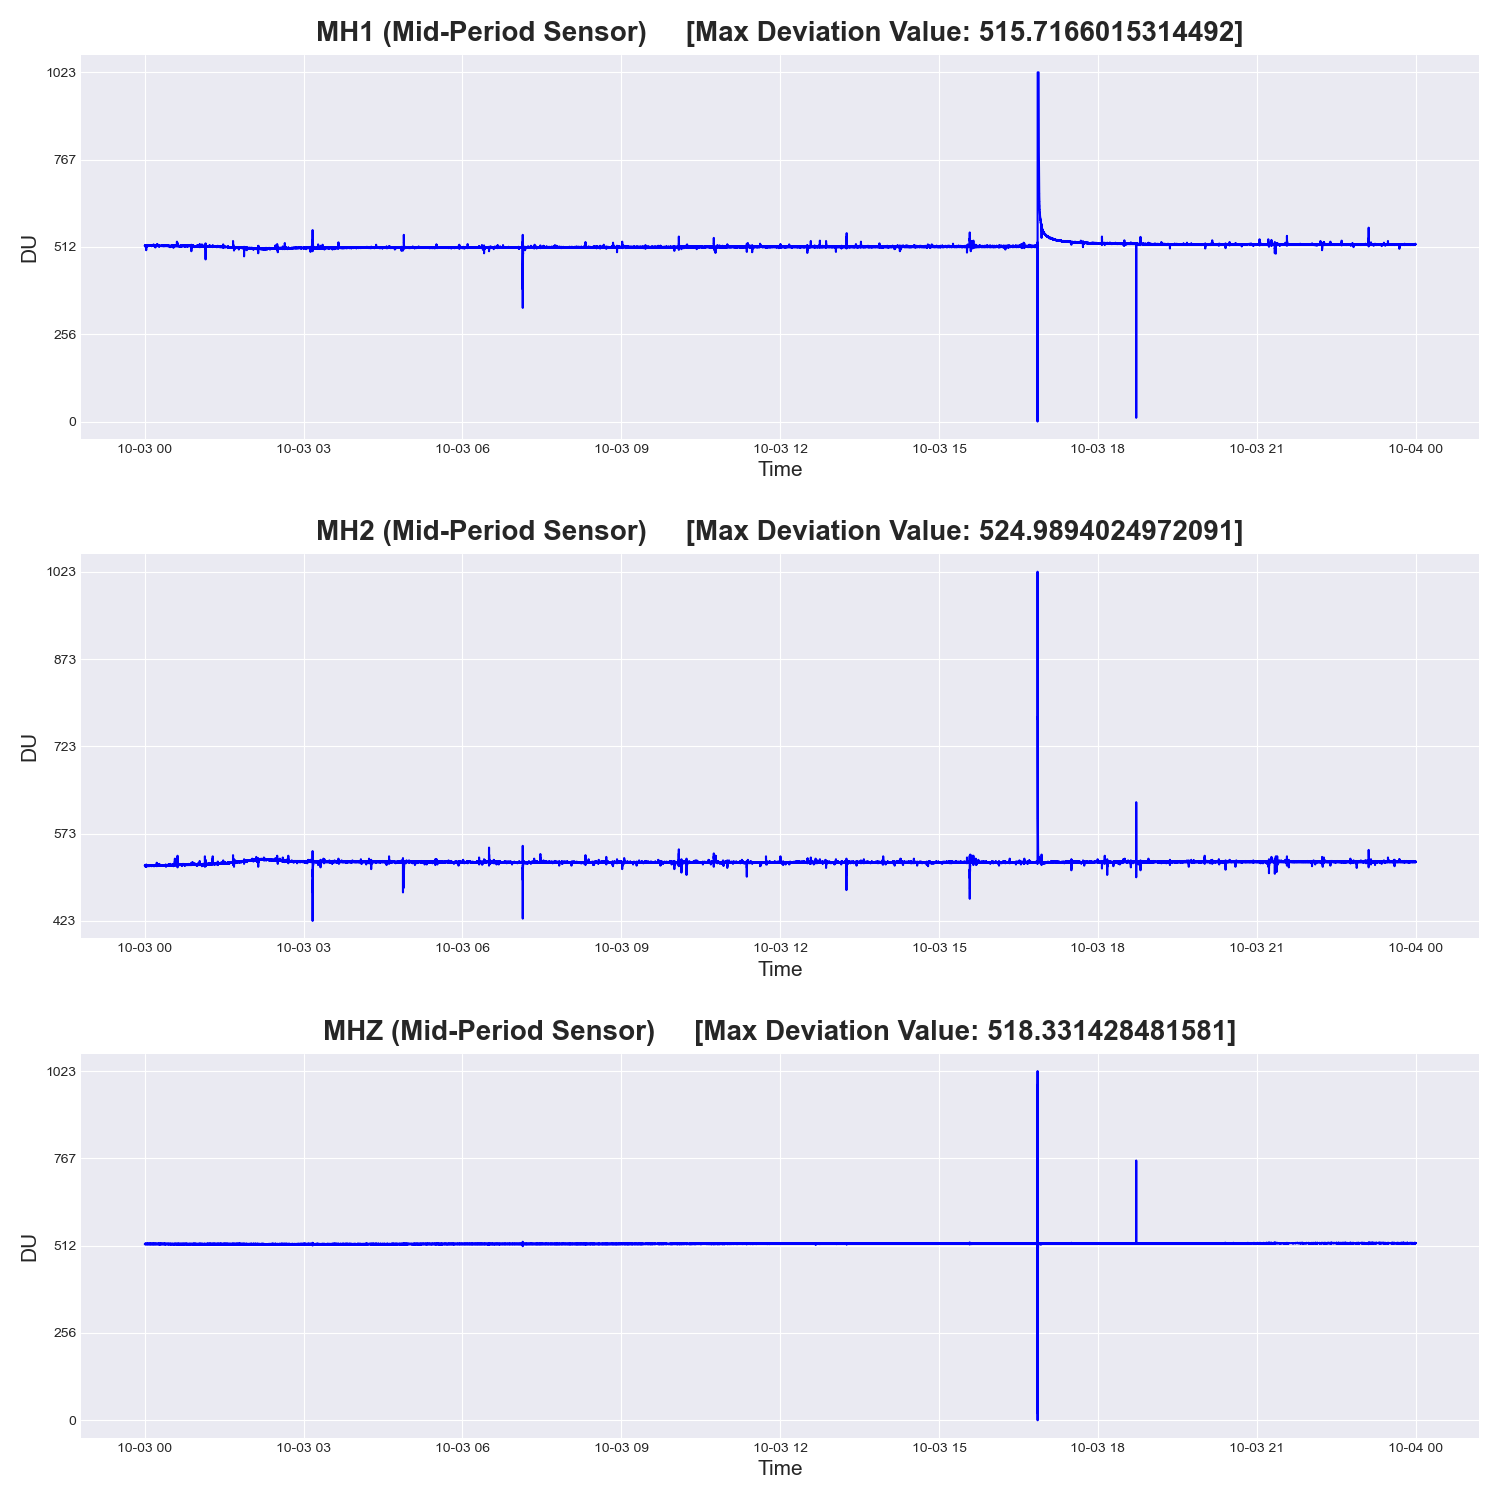 MH1 (Mid-Period Sensor) [Max Deviation Value: 515.7166015314492]
1023
767
512
256
0
DU
10-03 00 10-03 03 10-03 06 10-03 09 10-03 12 10-03 15 10-03 18 10-03 21 10-04 00
Time
MH2 (Mid-Period Sensor) [Max Deviation Value: 524.9894024972091]
1023
873
723
573
423
DU
10-03 00 10-03 03 10-03 06 10-03 09 10-03 12 10-03 15 10-03 18 10-03 21 10-04 00
Time
MHZ (Mid-Period Sensor) [Max Deviation Value: 518.331428481581]
1023
767
512
256
0
DU
10-03 00 10-03 03 10-03 06 10-03 09 10-03 12 10-03 15 10-03 18 10-03 21 10-04 00
Time